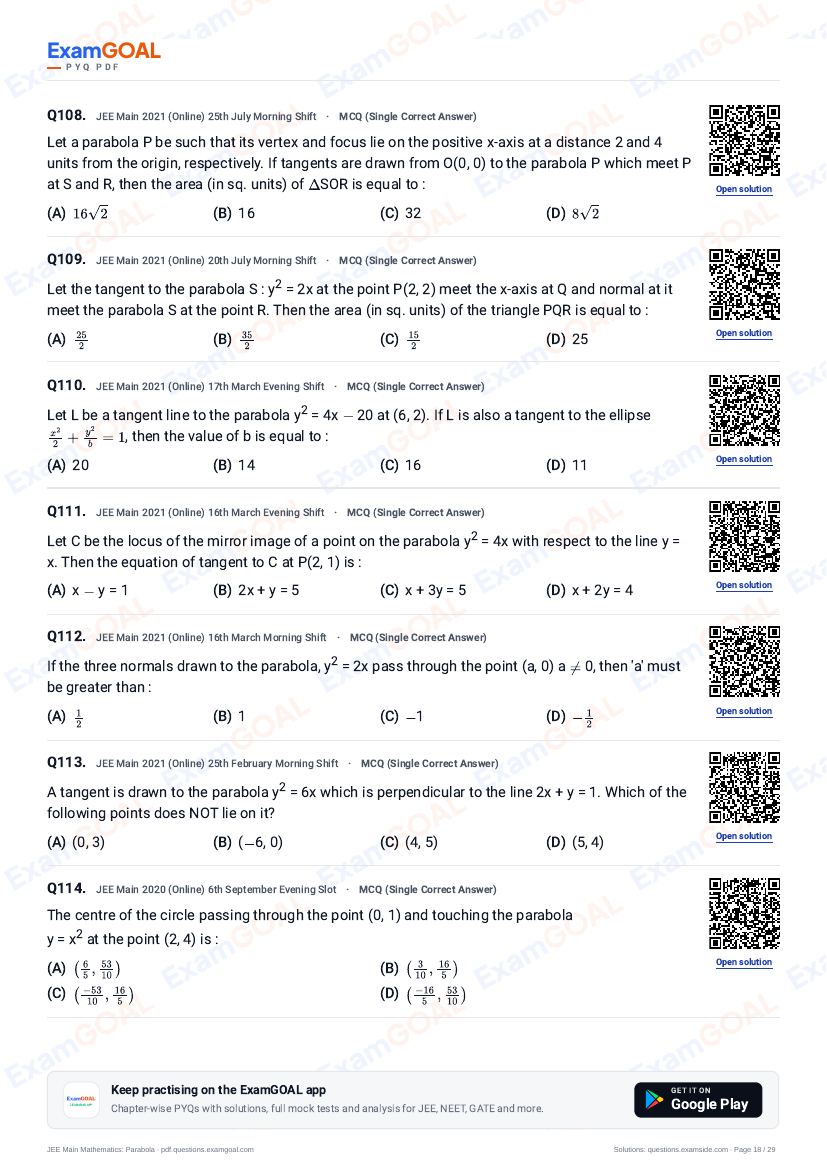 ExamGOAL
PYQ PDF
Q108. JEE Main 2021 (Online) 25th July Morning Shift · MCQ (Single Correct Answer)
Let a parabola P be such that its vertex and focus lie on the positive x-axis at a distance 2 and 4
units from the origin, respectively. If tangents are drawn from O(0, 0) to the parabola P which meet P
at S and R, then the area (in sq. units) of ΔSOR is equal to :
(A) 16√2 (B) 16 (C) 32 (D) 8√2
Open solution
Q109. JEE Main 2021 (Online) 20th July Morning Shift · MCQ (Single Correct Answer)
Let the tangent to the parabola S : y² = 2x at the point P(2, 2) meet the x-axis at Q and normal at it
meet the parabola S at the point R. Then the area (in sq. units) of the triangle PQR is equal to :
(A) 25/2 (B) 35/2 (C) 15/2 (D) 25
Open solution
Q110. JEE Main 2021 (Online) 17th March Evening Shift · MCQ (Single Correct Answer)
Let L be a tangent line to the parabola y² = 4x − 20 at (6, 2). If L is also a tangent to the ellipse
x²/2 + y²/b = 1, then the value of b is equal to :
(A) 20 (B) 14 (C) 16 (D) 11
Open solution
Q111. JEE Main 2021 (Online) 16th March Evening Shift · MCQ (Single Correct Answer)
Let C be the locus of the mirror image of a point on the parabola y² = 4x with respect to the line y =
x. Then the equation of tangent to C at P(2, 1) is :
(A) x − y = 1 (B) 2x + y = 5 (C) x + 3y = 5 (D) x + 2y = 4
Open solution
Q112. JEE Main 2021 (Online) 16th March Morning Shift · MCQ (Single Correct Answer)
If the three normals drawn to the parabola, y² = 2x pass through the point (a, 0) a ≠ 0, then 'a' must
be greater than :
(A) 1/2 (B) 1 (C) −1 (D) −1/2
Open solution
Q113. JEE Main 2021 (Online) 25th February Morning Shift · MCQ (Single Correct Answer)
A tangent is drawn to the parabola y² = 6x which is perpendicular to the line 2x + y = 1. Which of the
following points does NOT lie on it?
(A) (0, 3) (B) (−6, 0) (C) (4, 5) (D) (5, 4)
Open solution
Q114. JEE Main 2020 (Online) 6th September Evening Slot · MCQ (Single Correct Answer)
The centre of the circle passing through the point (0, 1) and touching the parabola
y = x² at the point (2, 4) is :
(A) (6/5, 53/10) (B) (3/10, 16/5)
(C) (−53/10, 16/5) (D) (−16/5, 53/10)
Open solution
ExamGOAL
Keep practising on the ExamGOAL app
Chapter-wise PYQs with solutions, full mock tests and analysis for JEE, NEET, GATE and more.
GET IT ON
Google Play
JEE Main Mathematics: Parabola · pdf.questions.examgoal.com
Solutions: questions.examside.com · Page 18 / 29